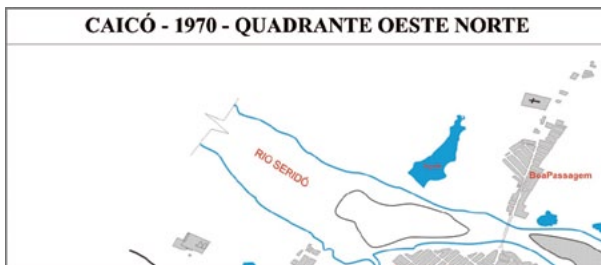 CAICÓ - 1970 - QUADRANTE OESTE NORTE
RIO SERIDÓ
BoaPassagem